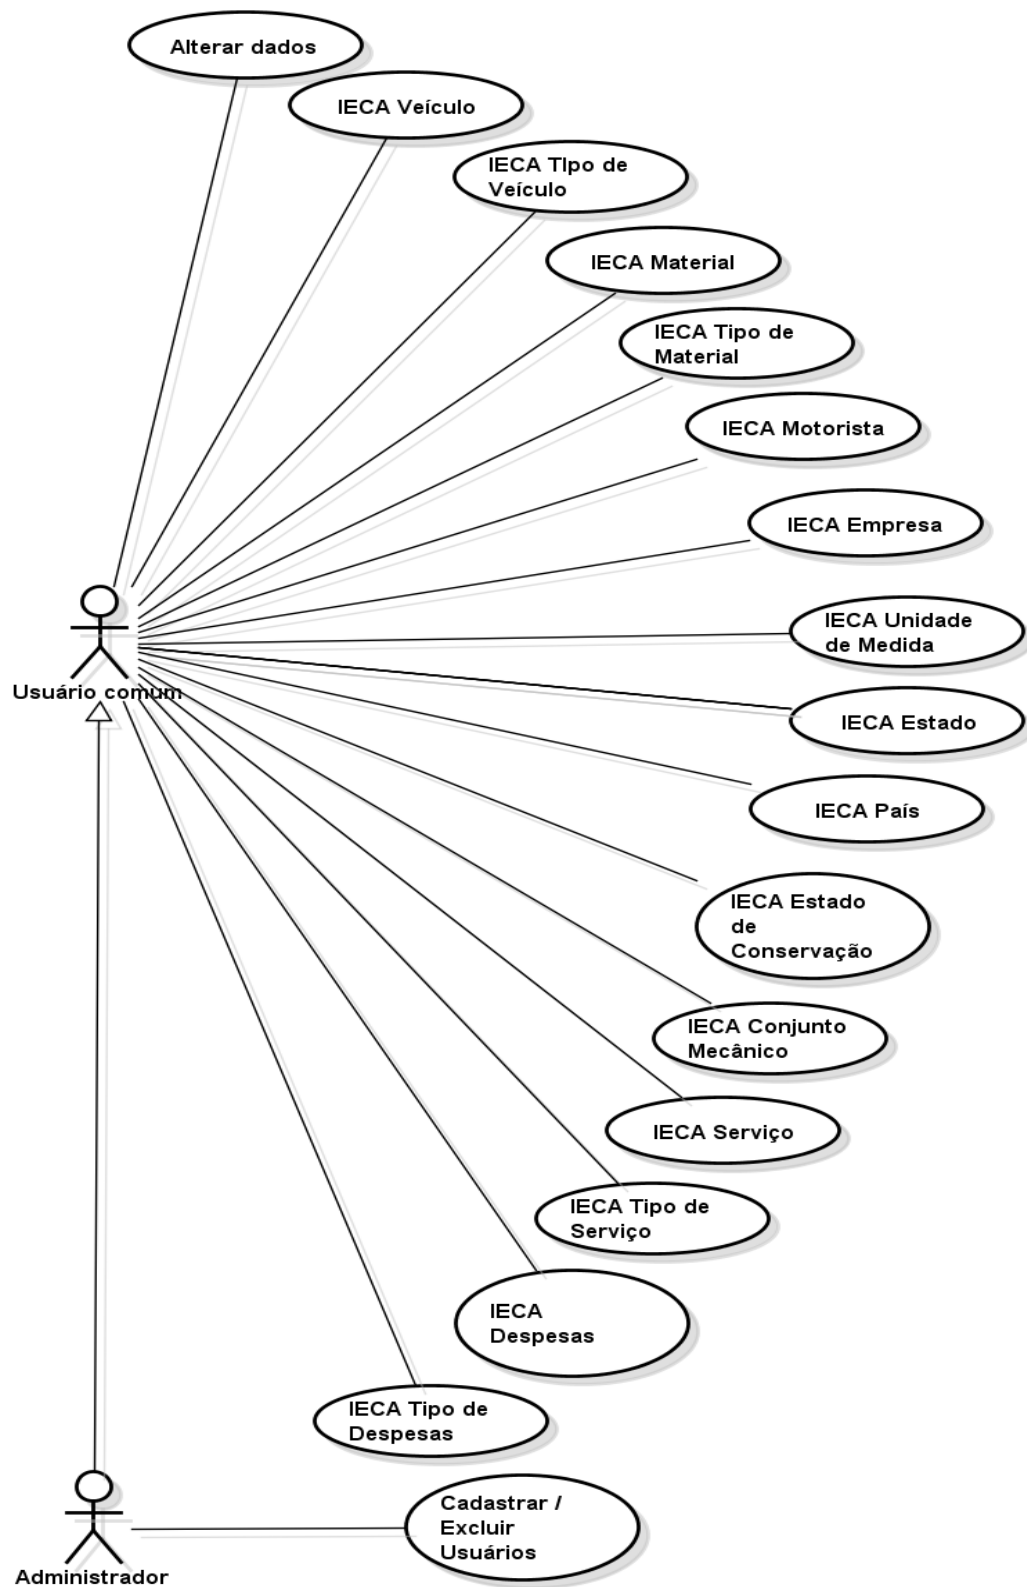 Alterar dados
IECA Veículo
IECA TIpo de
Veículo
IECA Material
IECA Tipo de
Material
IECA Motorista
IECA Empresa
IECA Unidade
de Medida
Usuário comum
IECA Estado
IECA País
IECA Estado
de
Conservação
IECA Conjunto
Mecânico
IECA Serviço
IECA Tipo de
Serviço
IECA
Despesas
IECA Tipo de
Despesas
Cadastrar /
Excluir
Usuários
Administrador